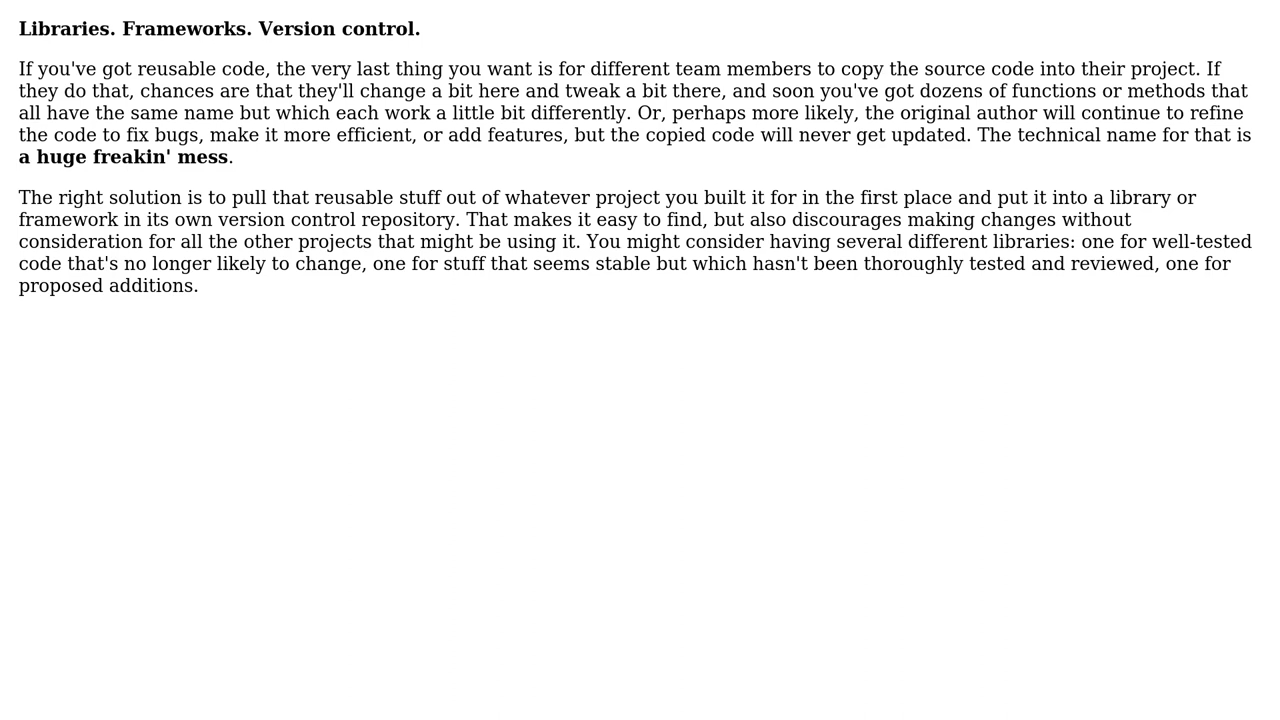 Libraries. Frameworks. Version control.
If you've got reusable code, the very last thing you want is for different team members to copy the source code into their project. If
they do that, chances are that they'll change a bit here and tweak a bit there, and soon you've got dozens of functions or methods that
all have the same name but which each work a little bit differently. Or, perhaps more likely, the original author will continue to refine
the code to fix bugs, make it more efficient, or add features, but the copied code will never get updated. The technical name for that is
a huge freakin' mess.
The right solution is to pull that reusable stuff out of whatever project you built it for in the first place and put it into a library or
framework in its own version control repository. That makes it easy to find, but also discourages making changes without
consideration for all the other projects that might be using it. You might consider having several different libraries: one for well-tested
code that's no longer likely to change, one for stuff that seems stable but which hasn't been thoroughly tested and reviewed, one for
proposed additions.